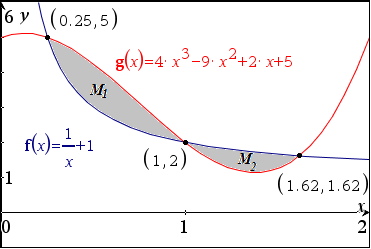 6 y
(0.25,5)
g(x)=4· x³-9· x²+2· x+5
M₁
f(x)=1/x+1
(1,2)
M₂
1
(1.62,1.62)
x
0 1 2